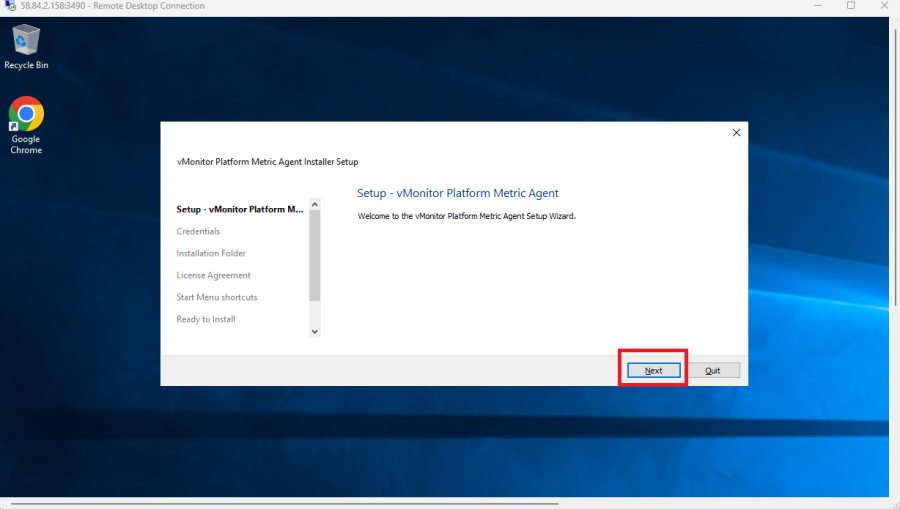 58.84.2.158:3490 - Remote Desktop Connection
Recycle Bin
Google
Chrome
vMonitor Platform Metric Agent Installer Setup
Setup - vMonitor Platform M...
Credentials
Installation Folder
License Agreement
Start Menu shortcuts
Ready to Install
Setup - vMonitor Platform Metric Agent
Welcome to the vMonitor Platform Metric Agent Setup Wizard.
Next
Quit